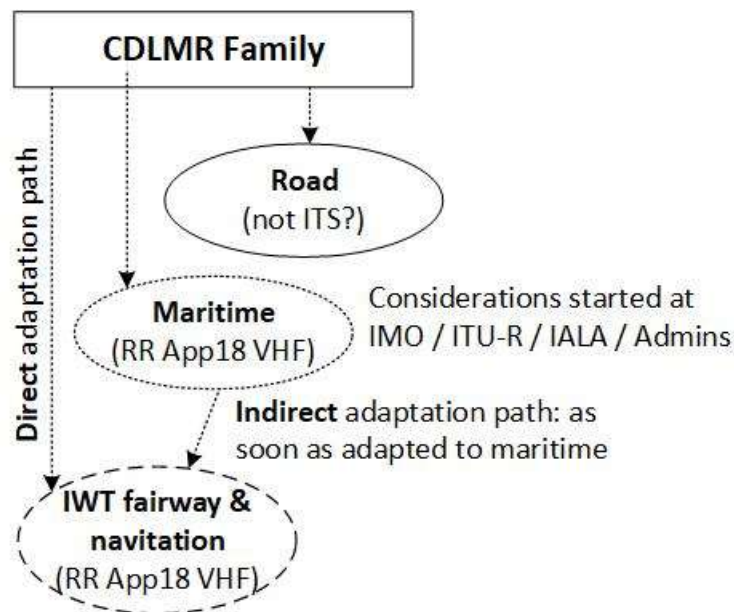 CDLMR Family
Direct adaptation path
Road
(not ITS?)
Maritime
(RR App18 VHF)
Considerations started at
IMO / ITU-R / IALA / Admins
Indirect adaptation path: as
soon as adapted to maritime
IWT fairway &
navitation
(RR App18 VHF)